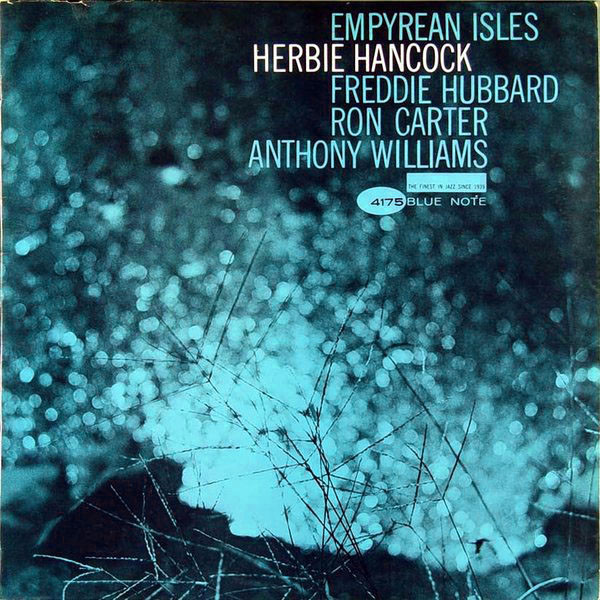 EMPYREAN ISLES
HERBIE HANCOCK
FREDDIE HUBBARD
RON CARTER
ANTHONY WILLIAMS
THE FINEST IN JAZZ SINCE 1939
4175 BLUE NOTE